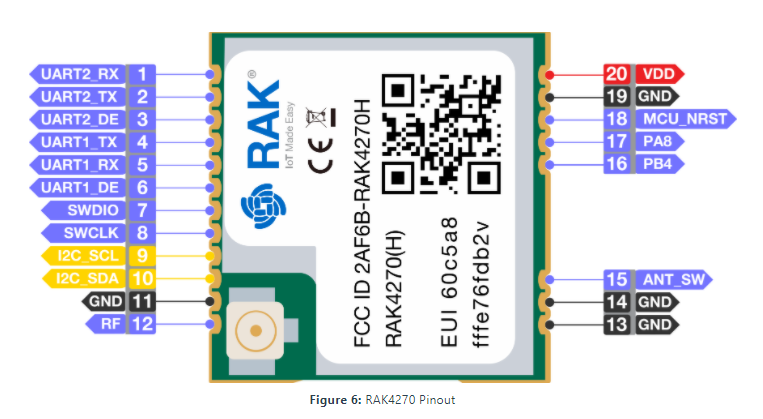 UART2_RX 1
UART2_TX 2
UART2_DE 3
UART1_TX 4
UART1_RX 5
UART1_DE 6
SWDIO 7
SWCLK 8
I2C_SCL 9
I2C_SDA 10
GND 11
RF 12
RAK®
IoT Made Easy
CE
FCC ID 2AF6B-RAK4270H
RAK4270(H)
EUI 60c5a8
fffe76fdb2v
20 VDD
19 GND
18 MCU_NRST
17 PA8
16 PB4
15 ANT_SW
14 GND
13 GND
Figure 6: RAK4270 Pinout